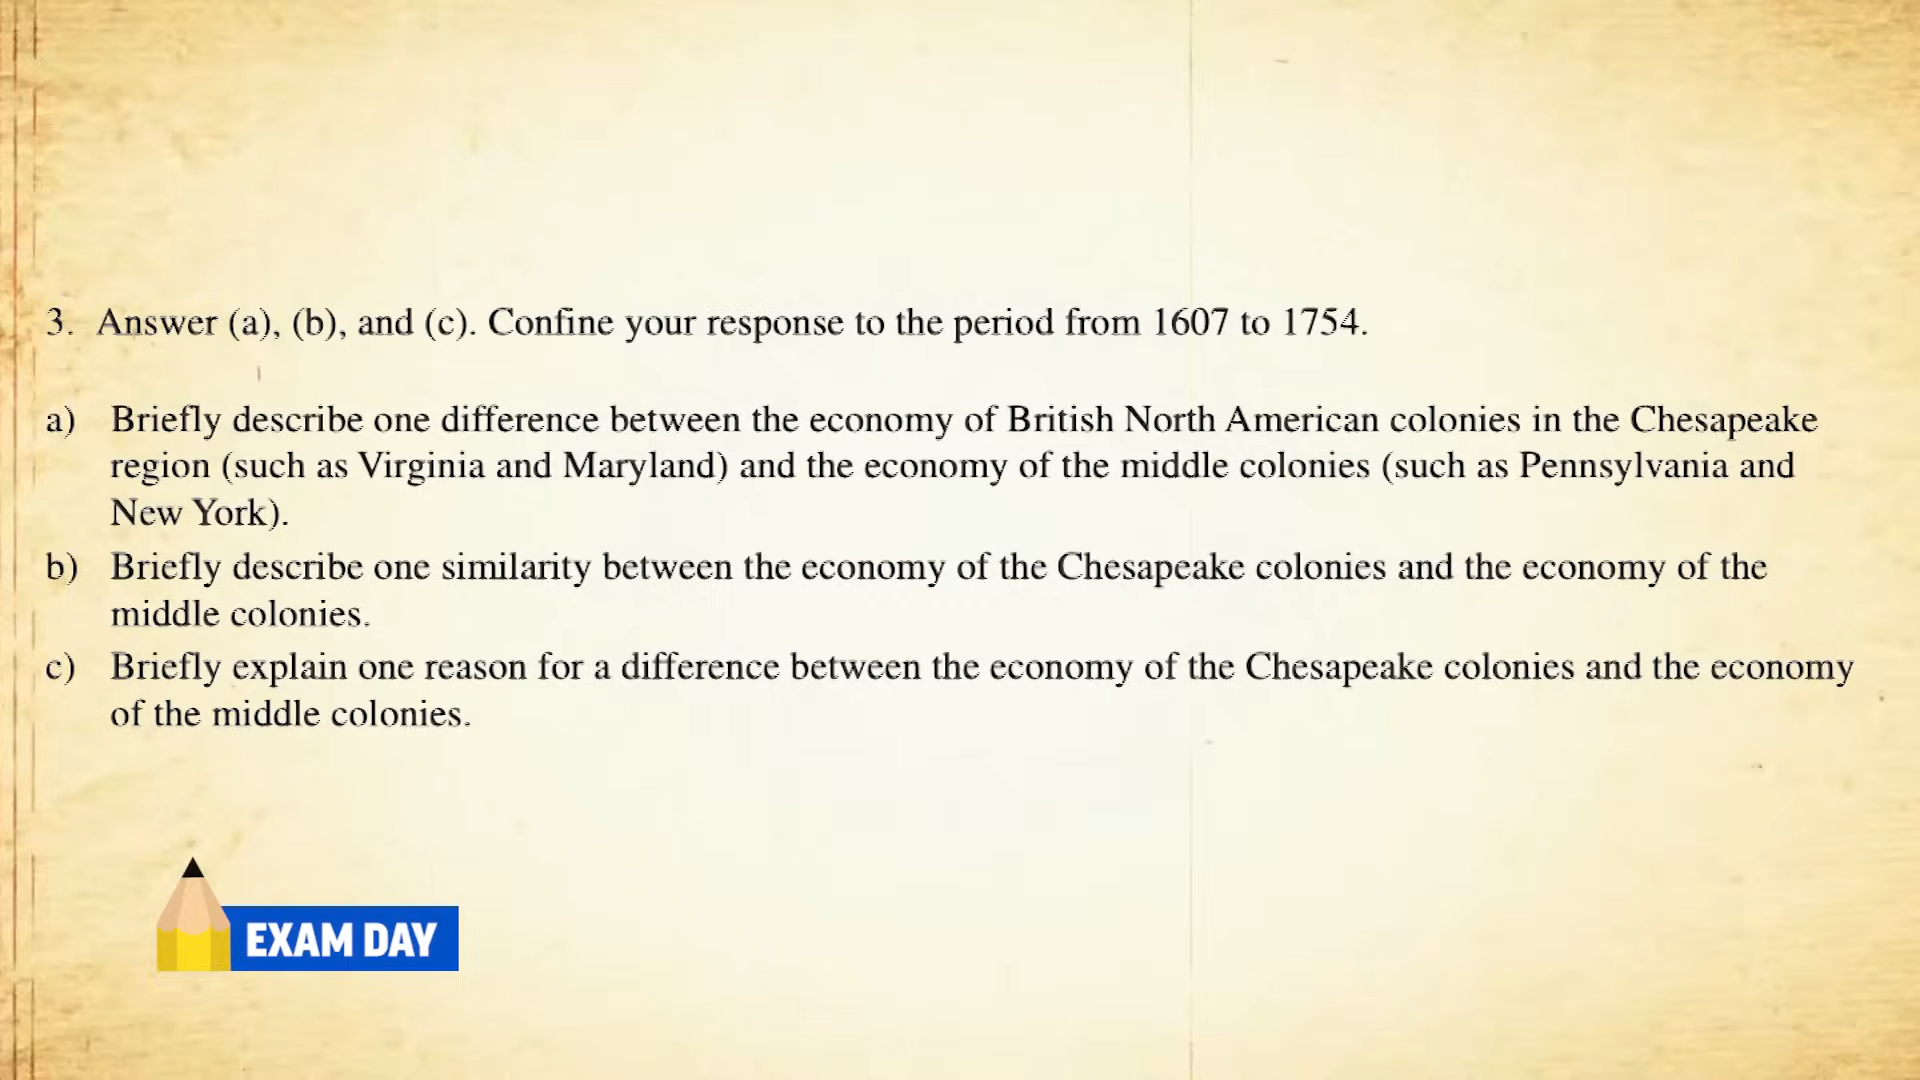 3. Answer (a), (b), and (c). Confine your response to the period from 1607 to 1754.
a) Briefly describe one difference between the economy of British North American colonies in the Chesapeake
region (such as Virginia and Maryland) and the economy of the middle colonies (such as Pennsylvania and
New York).
b) Briefly describe one similarity between the economy of the Chesapeake colonies and the economy of the
middle colonies.
c) Briefly explain one reason for a difference between the economy of the Chesapeake colonies and the economy
of the middle colonies.
EXAM DAY